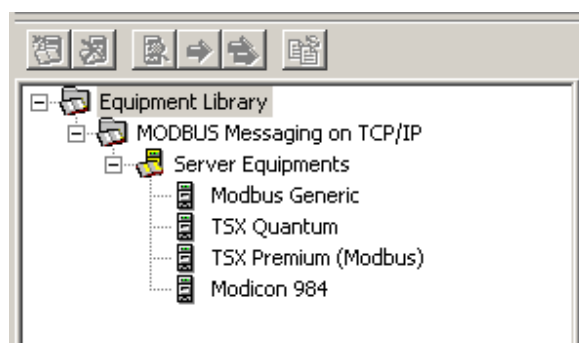 Equipment Library
MODBUS Messaging on TCP/IP
Server Equipments
Modbus Generic
TSX Quantum
TSX Premium (Modbus)
Modicon 984